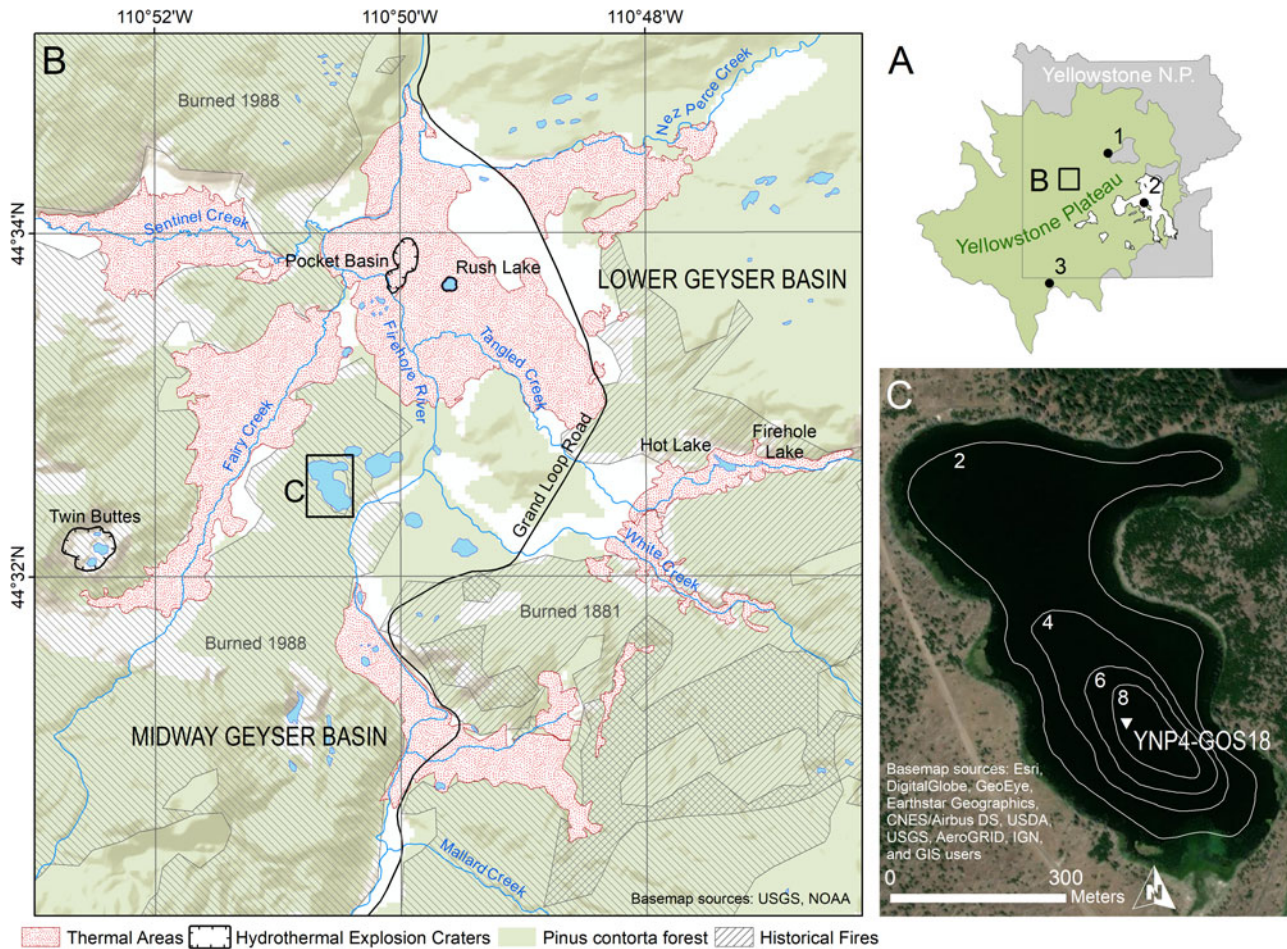 110°52'W
110°50'W
110°48'W
B
Burned 1988
Nez Perce Creek
44°34'N
Sentinel Creek
Pocket Basin
Rush Lake
LOWER GEYSER BASIN
Firehole River
Tangled Creek
Fairy Creek
Grand Loop Road
Hot Lake
Firehole
Lake
C
Twin Buttes
White Creek
44°32'N
Burned 1881
Burned 1988
MIDWAY GEYSER BASIN
Mallard Creek
Basemap sources: USGS, NOAA
A
Yellowstone N.P.
1
B
2
Yellowstone Plateau
3
C
2
4
6
8
YNP4-GOS18
Basemap sources: Esri,
DigitalGlobe, GeoEye,
Earthstar Geographics,
CNES/Airbus DS, USDA,
USGS, AeroGRID, IGN,
and GIS users
0
300
Meters
N
Thermal Areas
Hydrothermal Explosion Craters
Pinus contorta forest
Historical Fires